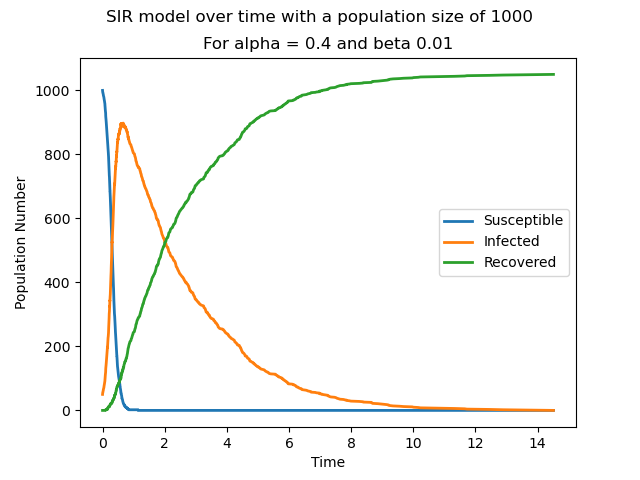 SIR model over time with a population size of 1000
For alpha = 0.4 and beta 0.01
1000
800
600
400
200
0
Population Number
Susceptible
Infected
Recovered
0 2 4 6 8 10 12 14
Time